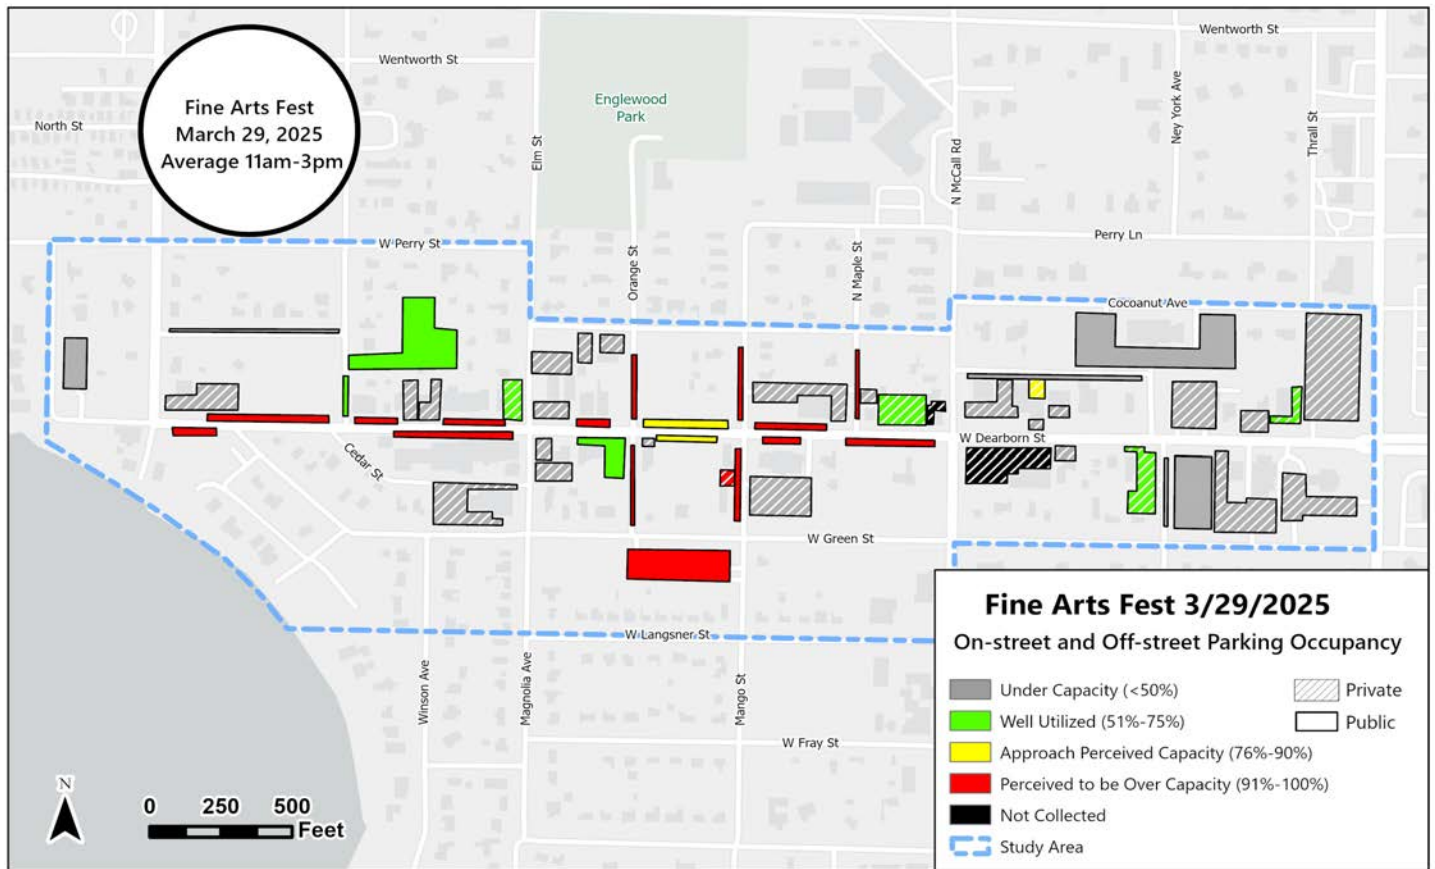 Wentworth St
Wentworth St
Fine Arts Fest
March 29, 2025
Average 11am-3pm
North St
Englewood
Park
Elm St
N McCall Rd
Ney York Ave
Thrall St
W Perry St
Orange St
N Maple St
Perry Ln
Cocoanut Ave
W Dearborn St
Cedar St
W Green St
W Langsner St
Winson Ave
Magnolia Ave
Mango St
W Fray St
N
0 250 500
Feet
Fine Arts Fest 3/29/2025
On-street and Off-street Parking Occupancy
Under Capacity (<50%)
Private
Well Utilized (51%-75%)
Public
Approach Perceived Capacity (76%-90%)
Perceived to be Over Capacity (91%-100%)
Not Collected
Study Area